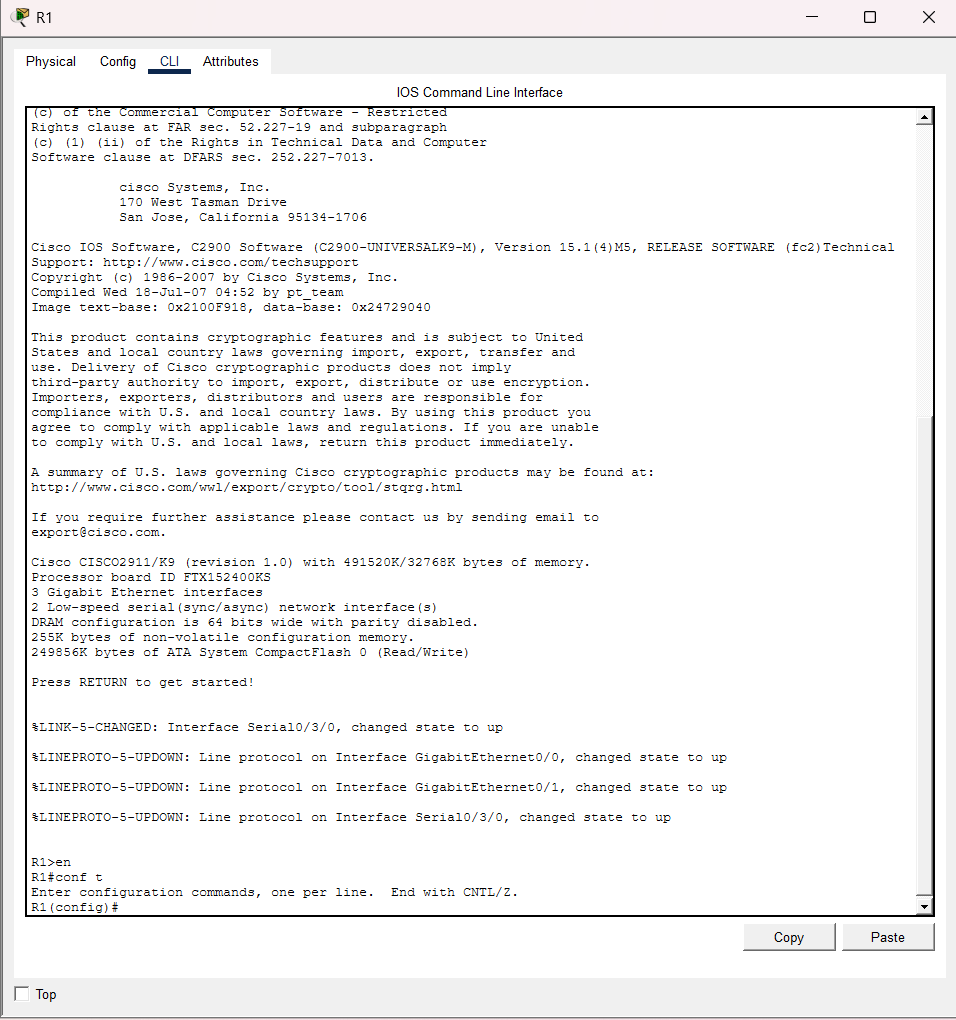 R1
Physical Config CLI Attributes
IOS Command Line Interface
(c) of the Commercial Computer Software - Restricted
Rights clause at FAR sec. 52.227-19 and subparagraph
(c) (1) (ii) of the Rights in Technical Data and Computer
Software clause at DFARS sec. 252.227-7013.
cisco Systems, Inc.
170 West Tasman Drive
San Jose, California 95134-1706
Cisco IOS Software, C2900 Software (C2900-UNIVERSALK9-M), Version 15.1(4)M5, RELEASE SOFTWARE (fc2)Technical
Support: http://www.cisco.com/techsupport
Copyright (c) 1986-2007 by Cisco Systems, Inc.
Compiled Wed 18-Jul-07 04:52 by pt_team
Image text-base: 0x2100F918, data-base: 0x24729040
This product contains cryptographic features and is subject to United
States and local country laws governing import, export, transfer and
use. Delivery of Cisco cryptographic products does not imply
third-party authority to import, export, distribute or use encryption.
Importers, exporters, distributors and users are responsible for
compliance with U.S. and local country laws. By using this product you
agree to comply with applicable laws and regulations. If you are unable
to comply with U.S. and local laws, return this product immediately.
A summary of U.S. laws governing Cisco cryptographic products may be found at:
http://www.cisco.com/wwl/export/crypto/tool/stqrg.html
If you require further assistance please contact us by sending email to
export@cisco.com.
Cisco CISCO2911/K9 (revision 1.0) with 491520K/32768K bytes of memory.
Processor board ID FTX152400KS
3 Gigabit Ethernet interfaces
2 Low-speed serial(sync/async) network interface(s)
DRAM configuration is 64 bits wide with parity disabled.
255K bytes of non-volatile configuration memory.
249856K bytes of ATA System CompactFlash 0 (Read/Write)
Press RETURN to get started!
%LINK-5-CHANGED: Interface Serial0/3/0, changed state to up
%LINEPROTO-5-UPDOWN: Line protocol on Interface GigabitEthernet0/0, changed state to up
%LINEPROTO-5-UPDOWN: Line protocol on Interface GigabitEthernet0/1, changed state to up
%LINEPROTO-5-UPDOWN: Line protocol on Interface Serial0/3/0, changed state to up
R1>en
R1#conf t
Enter configuration commands, one per line.  End with CNTL/Z.
R1(config)#
Copy Paste
Top